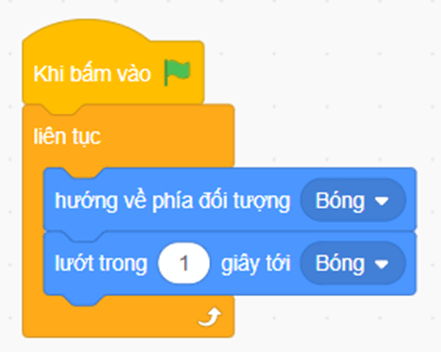 Khi bấm vào
liên tục
hướng về phía đối tượng Bóng
lướt trong 1 giây tới Bóng